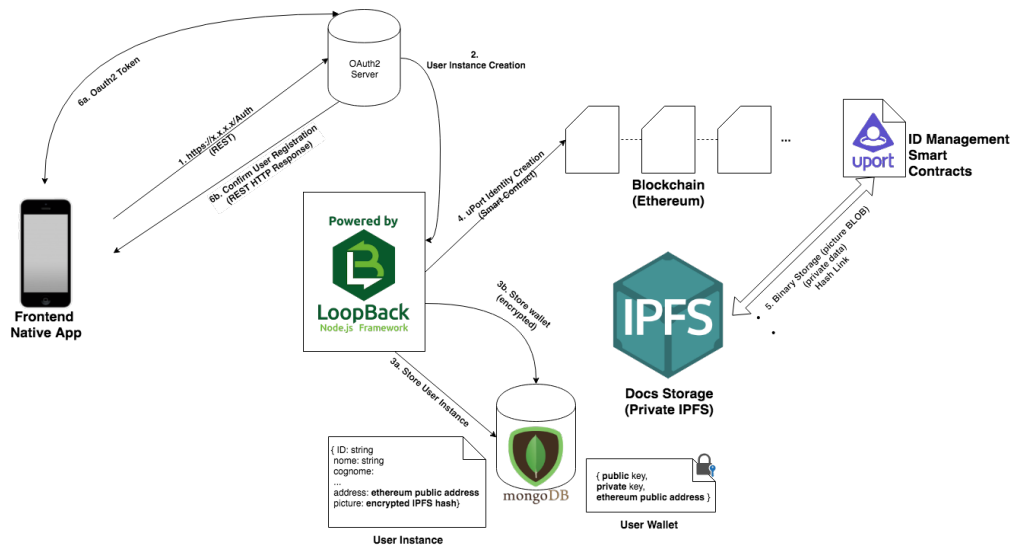 2.
User Instance Creation
OAuth2
Server
6a. Oauth2 Token
1. https://x.x.x.x/Auth
(REST)
6b. Confirm User Registration
(REST HTTP Response)
4. uPort Identity Creation
(Smart Contract)
...
Blockchain
(Ethereum)
uport
ID Management
Smart
Contracts
Powered by
LoopBack
Node.js Framework
Frontend
Native App
3b. Store wallet
(encrypted)
5. Binary Storage (picture BLOB)
(private data)
Hash Link
IPFS
Docs Storage
(Private IPFS)
3a. Store User Instance
mongoDB
{ ID: string
nome: string
cognome:
...
address: ethereum public address
picture: encrypted IPFS hash}
User Instance
{ public key,
private key,
ethereum public address }
User Wallet